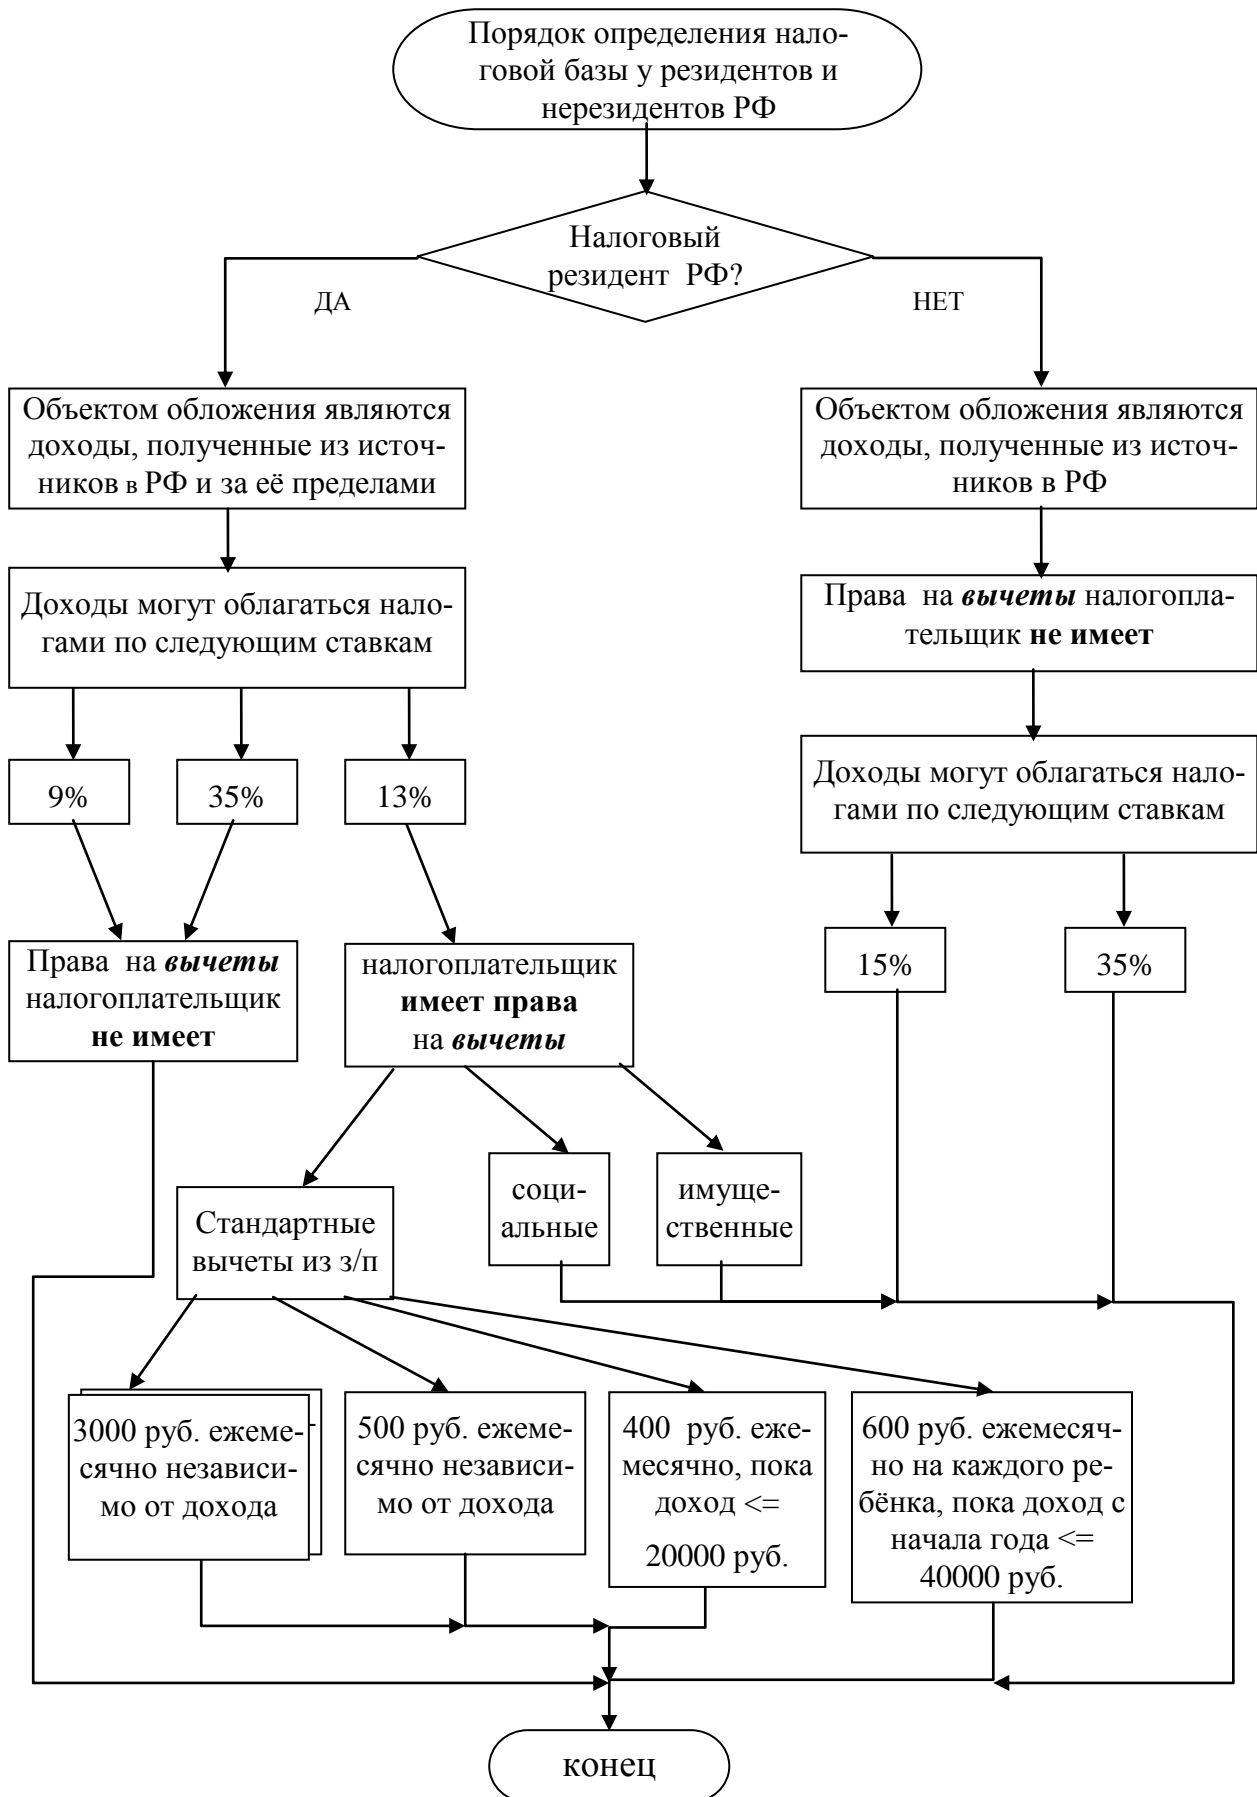 Порядок определения нало-
говой базы у резидентов и
нерезидентов РФ
Налоговый
резидент РФ?
ДА
НЕТ
Объектом обложения являются
доходы, полученные из источ-
ников в РФ и за её пределами
Объектом обложения являются
доходы, полученные из источ-
ников в РФ
Доходы могут облагаться нало-
гами по следующим ставкам
Права на вычеты налогопла-
тельщик не имеет
Доходы могут облагаться нало-
гами по следующим ставкам
9%
35%
13%
15%
35%
Права на вычеты
налогоплательщик
не имеет
налогоплательщик
имеет права
на вычеты
Стандартные
вычеты из з/п
соци-
альные
имуще-
ственные
3000 руб. ежеме-
сячно независи-
мо от дохода
500 руб. ежеме-
сячно независи-
мо от дохода
400 руб. еже-
месячно, пока
доход <=
20000 руб.
600 руб. ежемесяч-
но на каждого ре-
бёнка, пока доход с
начала года <=
40000 руб.
конец